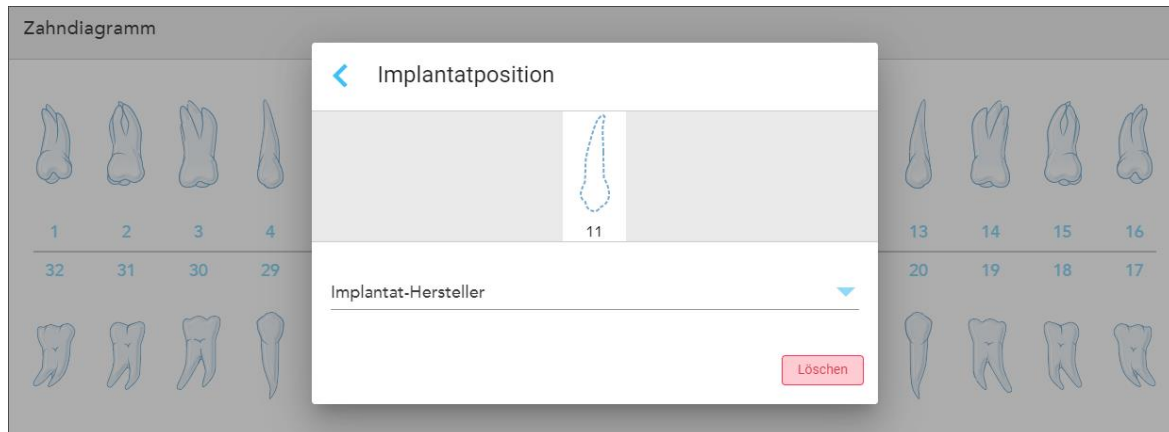 Zahndiagramm
Implantatposition
11
1 2 3 4 13 14 15 16
32 31 30 29 20 19 18 17
Implantat-Hersteller
Löschen